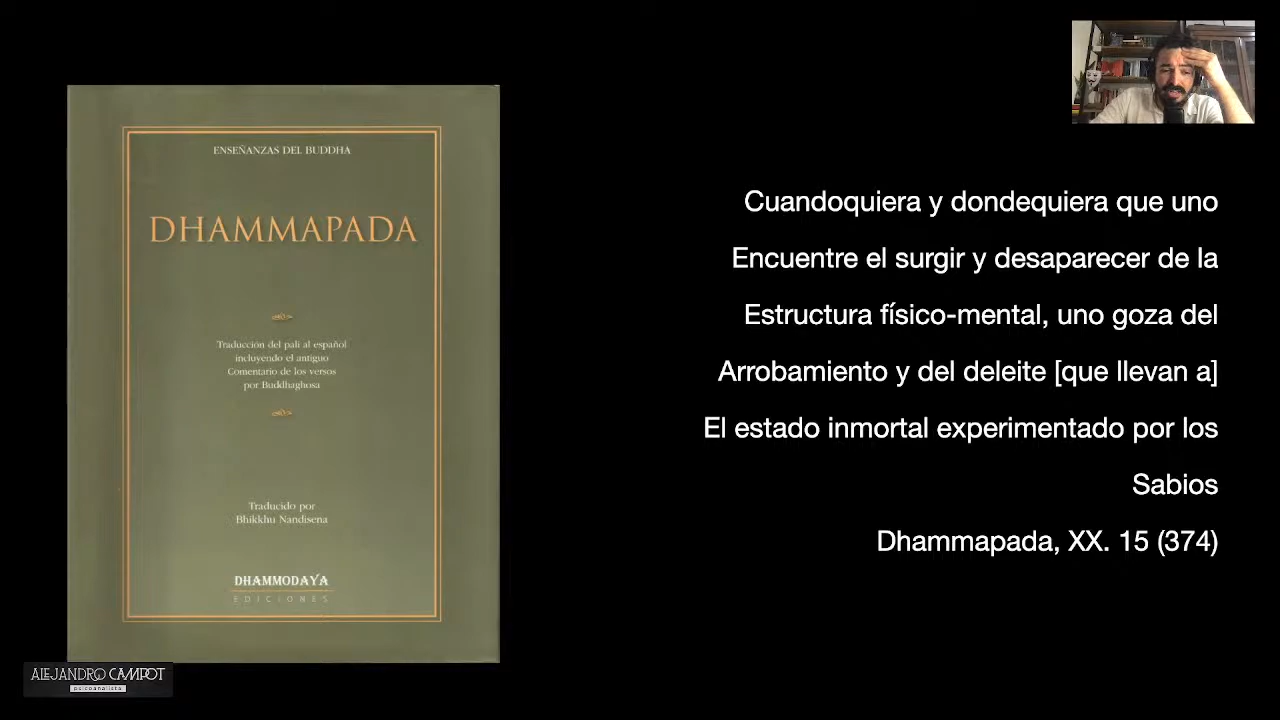 ENSEÑANZAS DEL BUDDHA
DHAMMAPADA
Traducción del pali al español
incluyendo el antiguo
Comentario de los versos
por Buddhaghosa
Traducido por
Bhikkhu Nandisena
DHAMMODAYA
EDICIONES
Cuandoquiera y dondequiera que uno
Encuentre el surgir y desaparecer de la
Estructura físico-mental, uno goza del
Arrobamiento y del deleite [que llevan a]
El estado inmortal experimentado por los
Sabios
Dhammapada, XX. 15 (374)
ALEJANDRO CAMPOT
psicoanalista